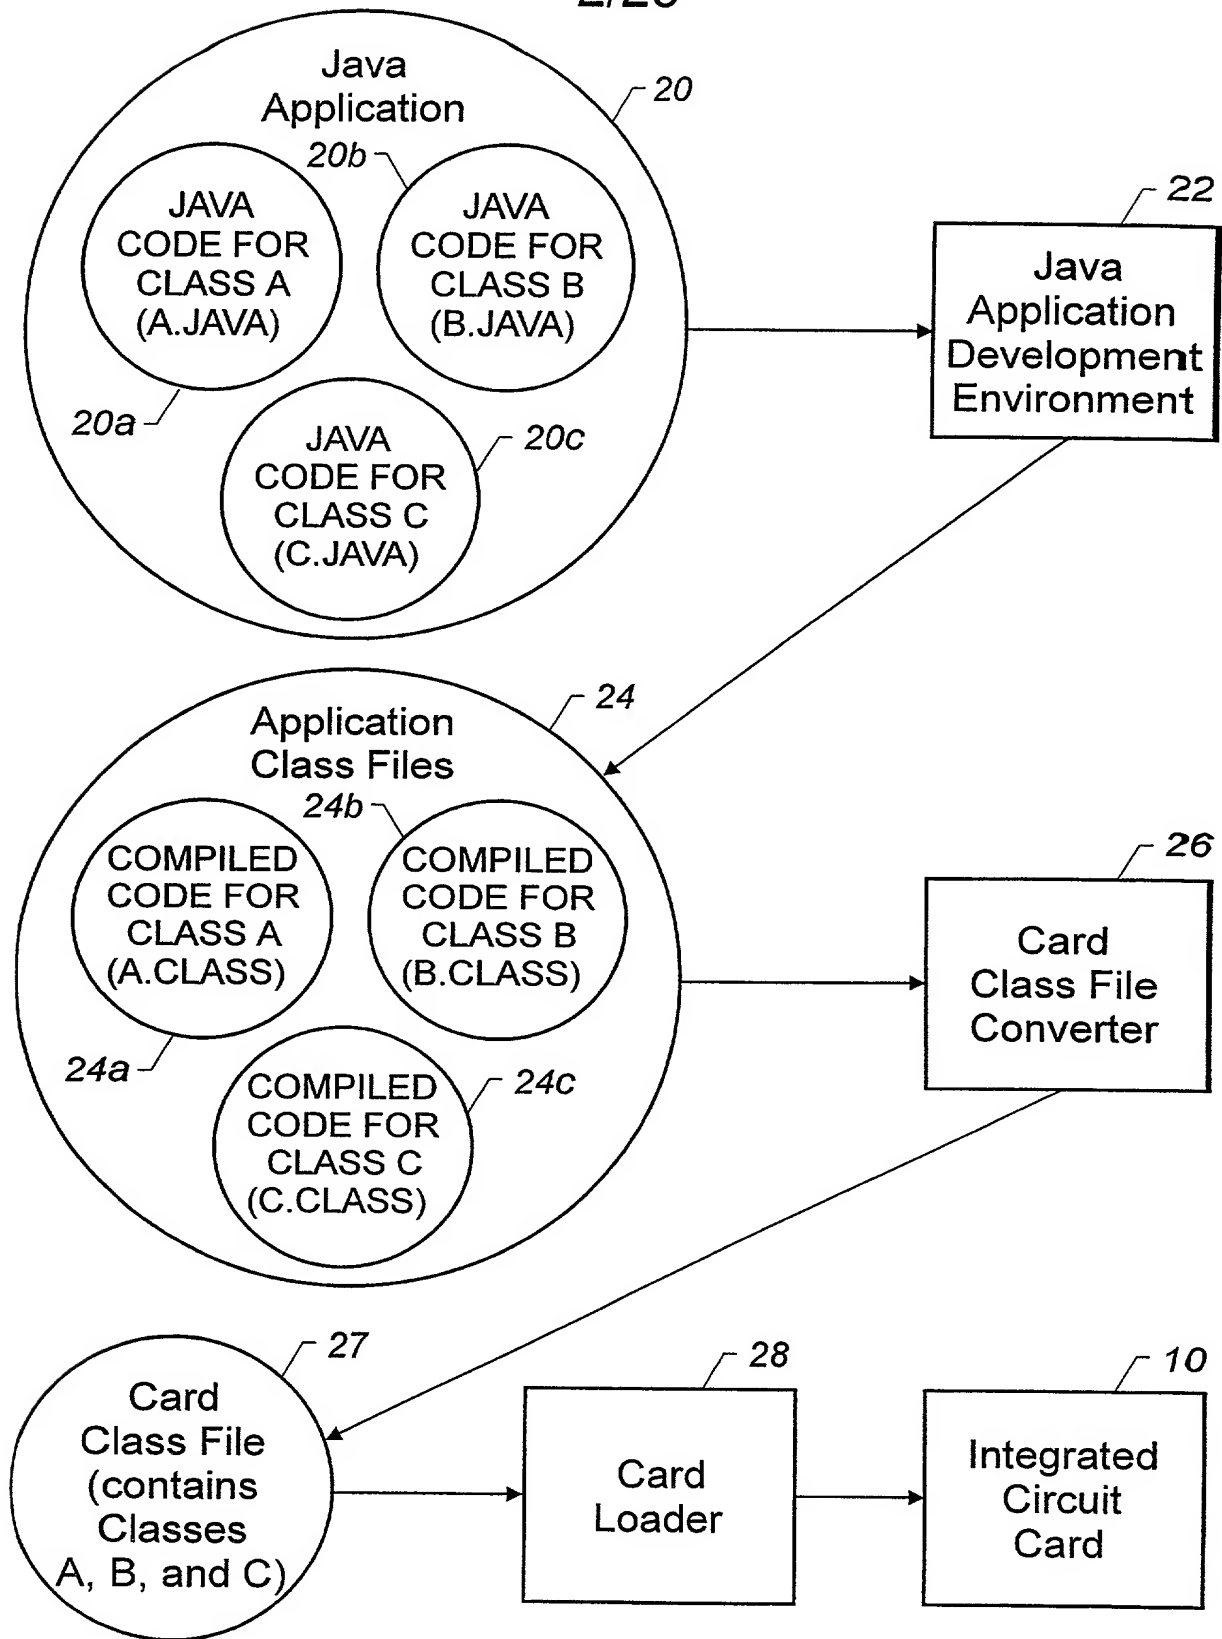 Java
Application
20
20b
JAVA
CODE FOR
CLASS A
(A.JAVA)
JAVA
CODE FOR
CLASS B
(B.JAVA)
20a
JAVA
CODE FOR
CLASS C
(C.JAVA)
20c
22
Java
Application
Development
Environment
24
Application
Class Files
24b
COMPILED
CODE FOR
CLASS A
(A.CLASS)
COMPILED
CODE FOR
CLASS B
(B.CLASS)
24a
COMPILED
CODE FOR
CLASS C
(C.CLASS)
24c
26
Card
Class File
Converter
27
Card
Class File
(contains
Classes
A, B, and C)
28
Card
Loader
10
Integrated
Circuit
Card